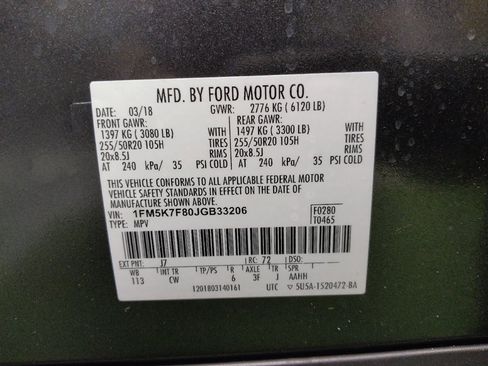 MFD. BY FORD MOTOR CO.
DATE: 03/18 GVWR: 2776 KG ( 6120 LB)
FRONT GAWR: REAR GAWR:
1397 KG ( 3080 LB) WITH 1497 KG ( 3300 LB) WITH
255/50R20 105H TIRES 255/50R20 105H TIRES
20x8.5J RIMS 20x8.5J RIMS
AT 240 kPa/ 35 PSI COLD AT 240 kPa/ 35 PSI COLD
THIS VEHICLE CONFORMS TO ALL APPLICABLE FEDERAL MOTOR
VEHICLE SAFETY STANDARDS IN EFFECT ON THE DATE OF
MANUFACTURE SHOWN ABOVE.
VIN: 1FM5K7F80JGB33206 F0280
TYPE: MPV T0465
EXT PNT: J7 RC: 72 DSO:
WB INT TR TP/PS R AXLE TR SPR
113 CW 6 3F J AAHH
1201803140161 UTC ▽ 5U5A-1520472-BA